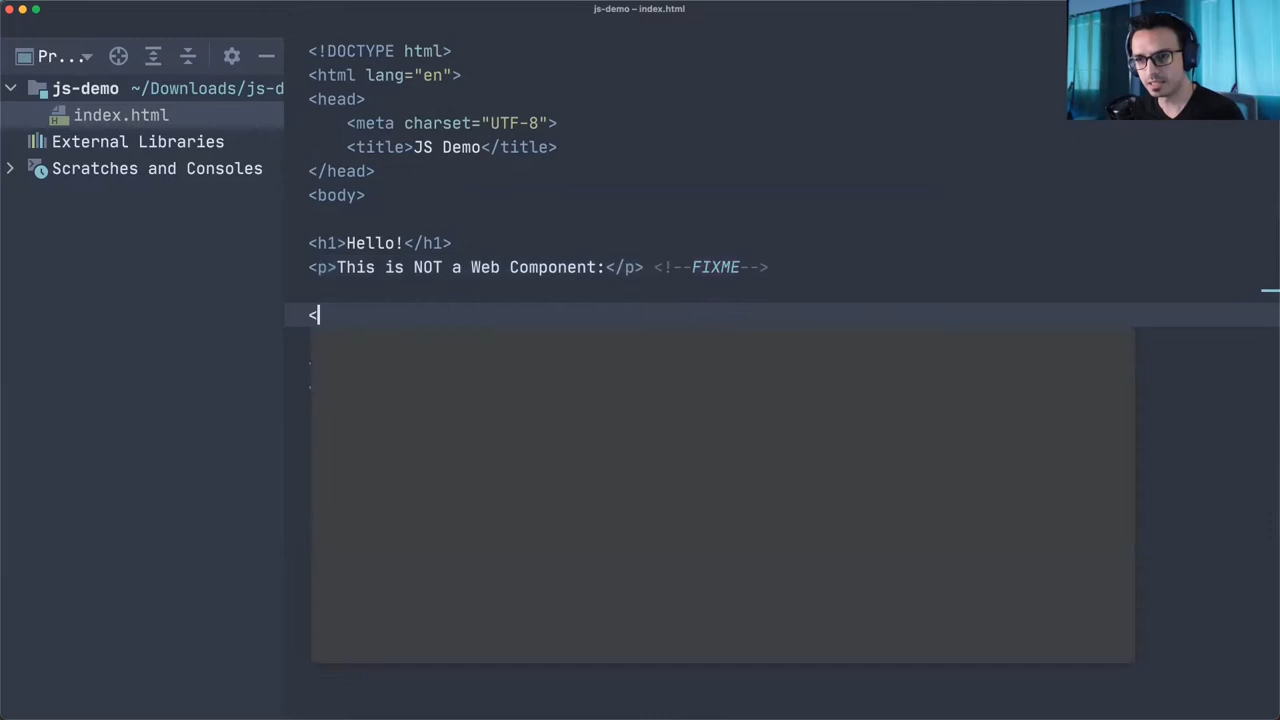 js-demo – index.html
Pr...
js-demo ~/Downloads/js-d
index.html
External Libraries
Scratches and Consoles
<!DOCTYPE html>
<html lang="en">
<head>
<meta charset="UTF-8">
<title>JS Demo</title>
</head>
<body>
<h1>Hello!</h1>
<p>This is NOT a Web Component:</p> <!--FIXME-->
<